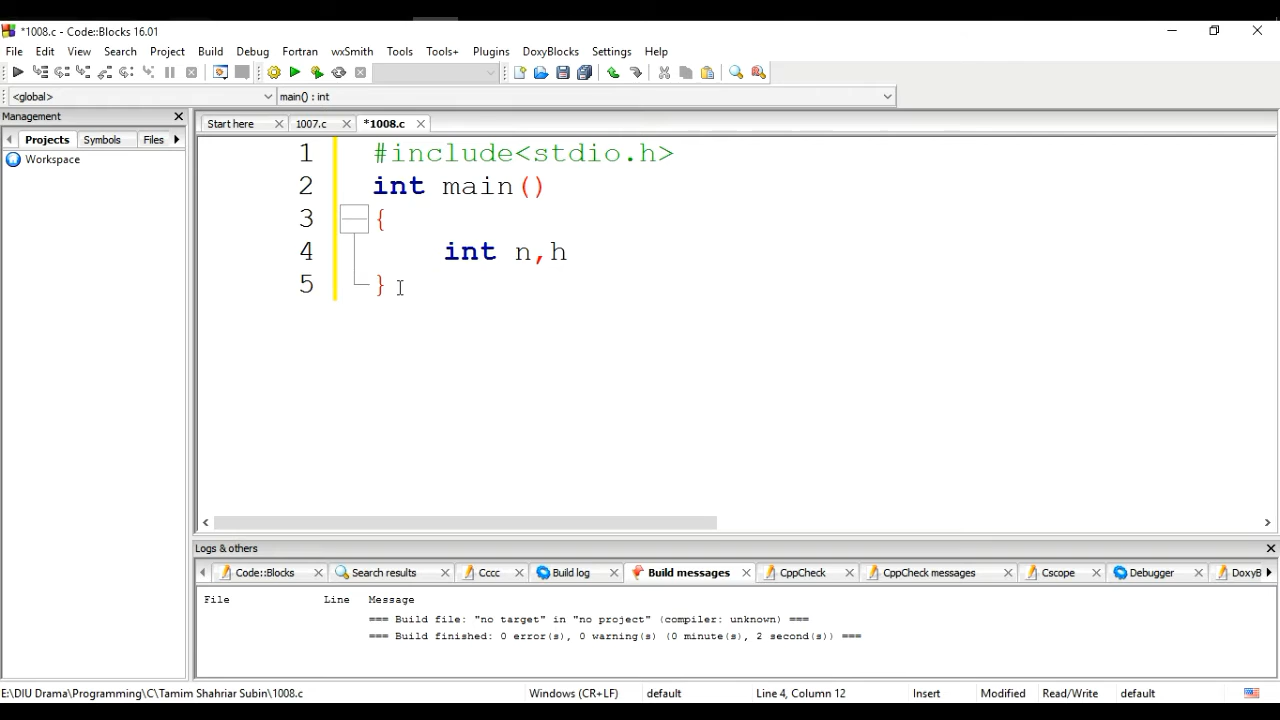 *1008.c - Code::Blocks 16.01
File Edit View Search Project Build Debug Fortran wxSmith Tools Tools+ Plugins DoxyBlocks Settings Help
<global> main() : int
Management
Projects Symbols Files
Workspace
Start here 1007.c *1008.c
1 #include<stdio.h>
2 int main()
3 {
4 int n,h
5 }
Logs & others
Code::Blocks Search results Cccc Build log Build messages CppCheck CppCheck messages Cscope Debugger DoxyB
File Line Message
=== Build file: "no target" in "no project" (compiler: unknown) ===
=== Build finished: 0 error(s), 0 warning(s) (0 minute(s), 2 second(s)) ===
E:\DIU Drama\Programming\C\Tamim Shahriar Subin\1008.c Windows (CR+LF) default Line 4, Column 12 Insert Modified Read/Write default